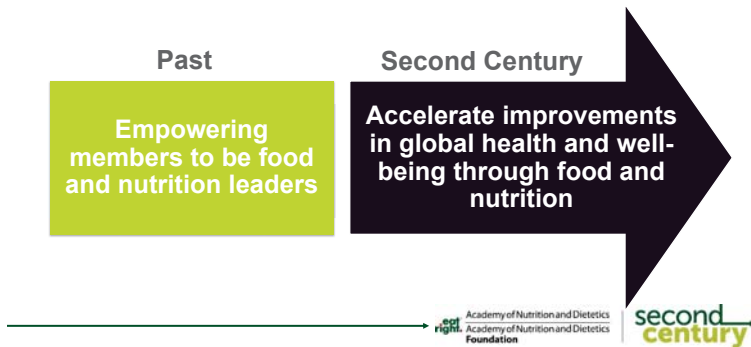 Past
Second Century
Empowering
members to be food
and nutrition leaders
Accelerate improvements
in global health and well-
being through food and
nutrition
eat
right.
Academy of Nutrition and Dietetics
Academy of Nutrition and Dietetics
Foundation
second
century